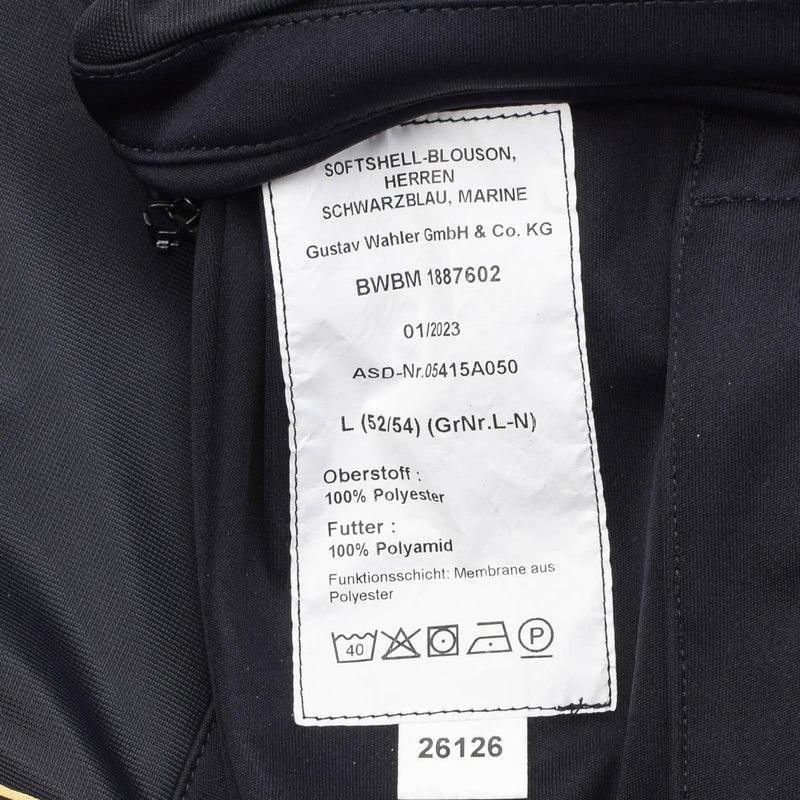 SOFTSHELL-BLOUSON,
HERREN
SCHWARZBLAU, MARINE
Gustav Wahler GmbH & Co. KG
BWBM 1887602
01/2023
ASD-Nr.05415A050
L (52/54) (GrNr.L-N)
Oberstoff :
100% Polyester
Futter :
100% Polyamid
Funktionsschicht: Membrane aus
Polyester
40 P
26126